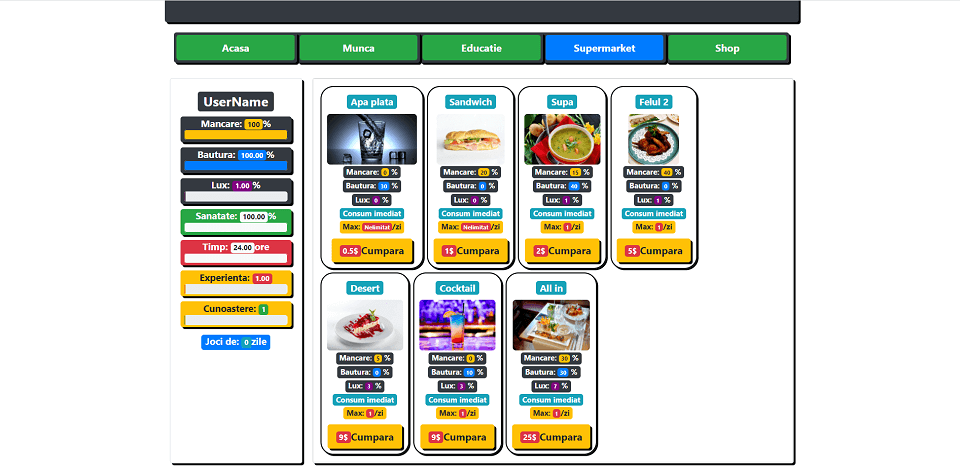 Acasa Munca Educatie Supermarket Shop
UserName
Mancare: 100 %
Bautura: 100.00 %
Lux: 1.00 %
Sanatate: 100.00 %
Timp: 24.00 ore
Experienta: 1.00
Cunoastere: 1
Joci de: 0 zile
Apa plata
Mancare: 0 %
Bautura: 30 %
Lux: 0 %
Consum imediat
Max: Nelimitat /zi
0.5$ Cumpara
Sandwich
Mancare: 20 %
Bautura: 0 %
Lux: 0 %
Consum imediat
Max: Nelimitat /zi
1$ Cumpara
Supa
Mancare: 15 %
Bautura: 40 %
Lux: 1 %
Consum imediat
Max: 1 /zi
2$ Cumpara
Felul 2
Mancare: 40 %
Bautura: 0 %
Lux: 1 %
Consum imediat
Max: 1 /zi
5$ Cumpara
Desert
Mancare: 5 %
Bautura: 0 %
Lux: 3 %
Consum imediat
Max: 1 /zi
9$ Cumpara
Cocktail
Mancare: 0 %
Bautura: 10 %
Lux: 3 %
Consum imediat
Max: 1 /zi
9$ Cumpara
All in
Mancare: 30 %
Bautura: 30 %
Lux: 7 %
Consum imediat
Max: 1 /zi
25$ Cumpara